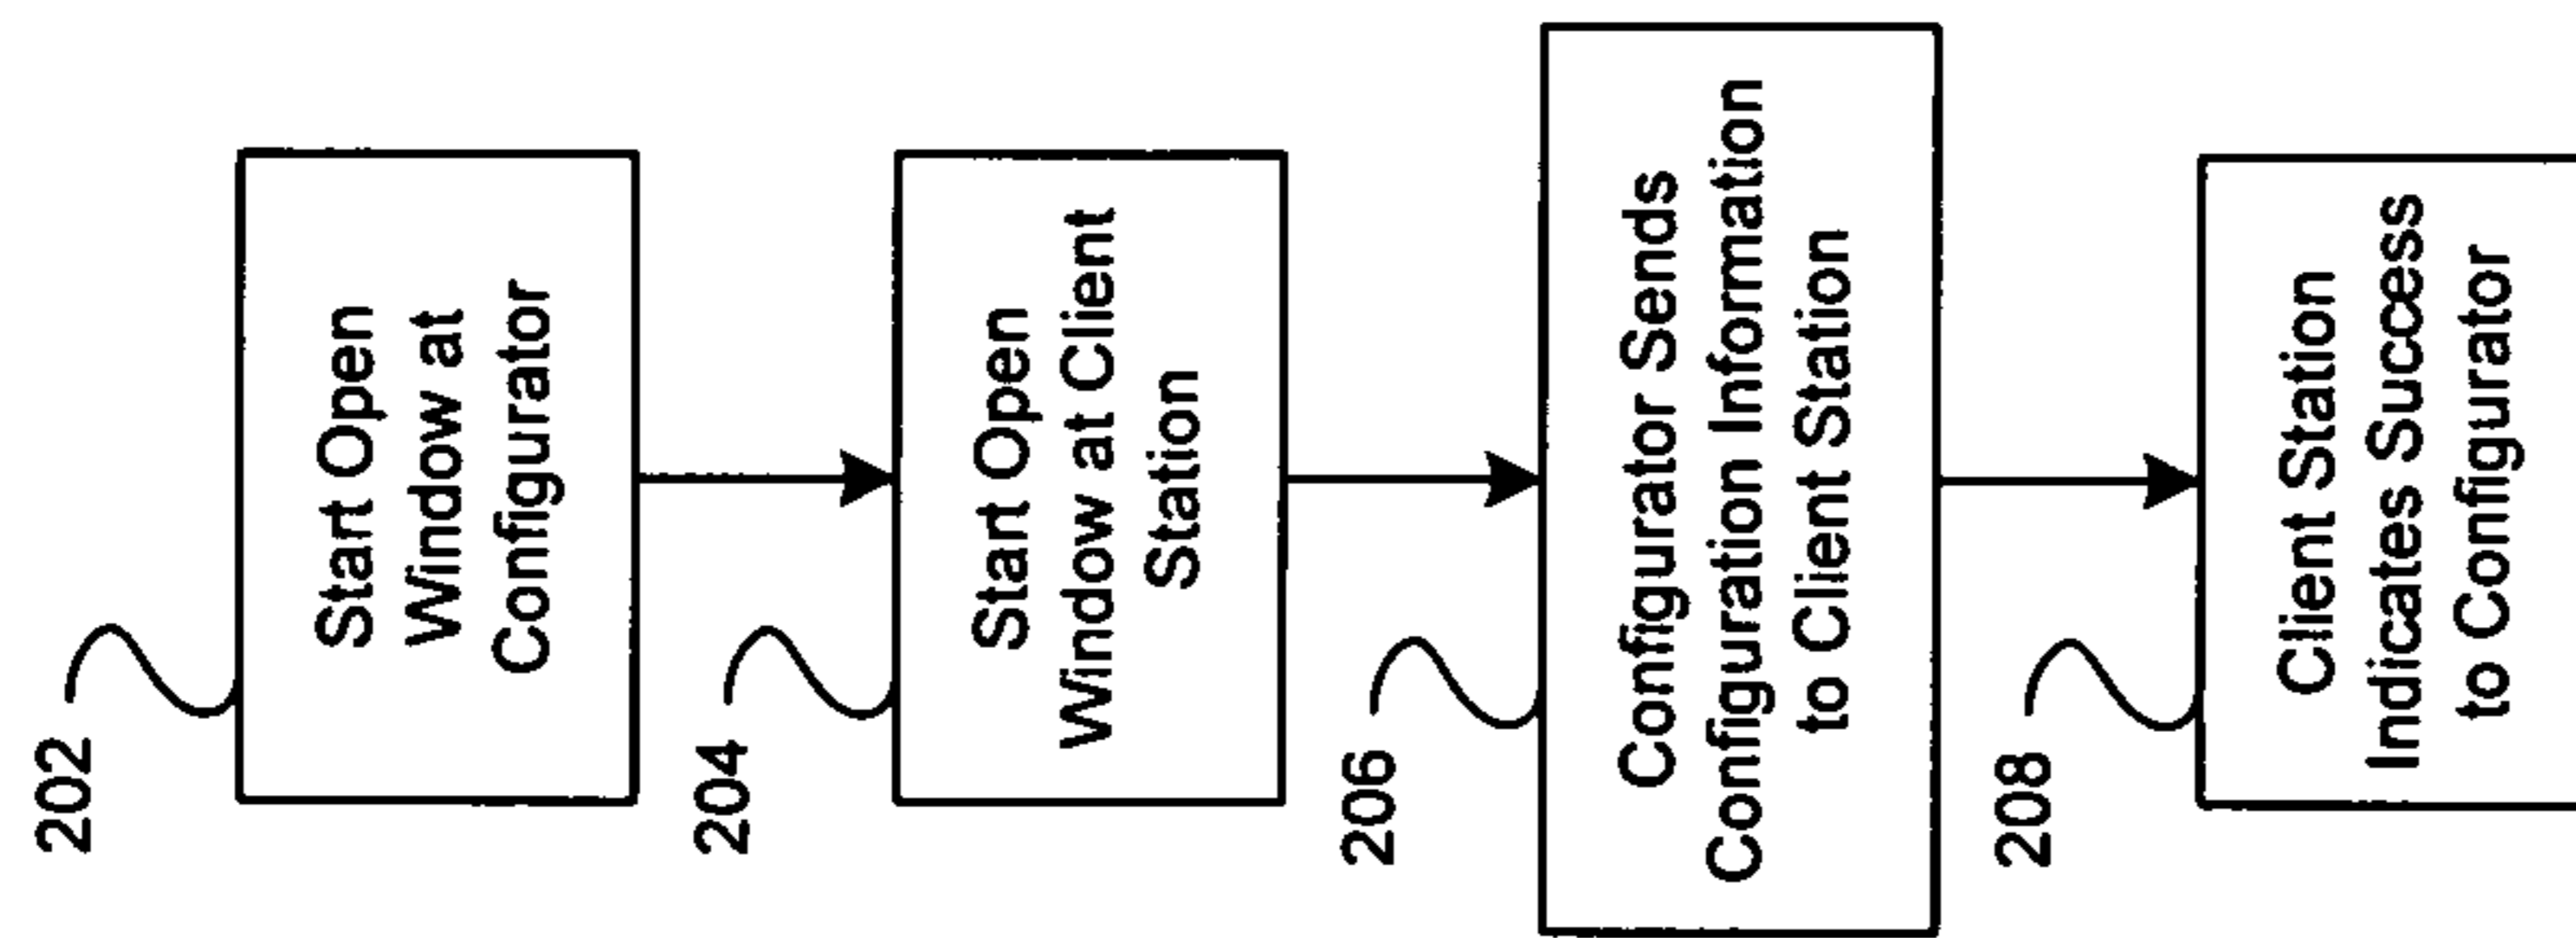 202
Start Open
Window at
Configurator
204
Start Open
Window at Client
Station
206
Configurator Sends
Configuration Information
to Client Station
208
Client Station
Indicates Success
to Configurator